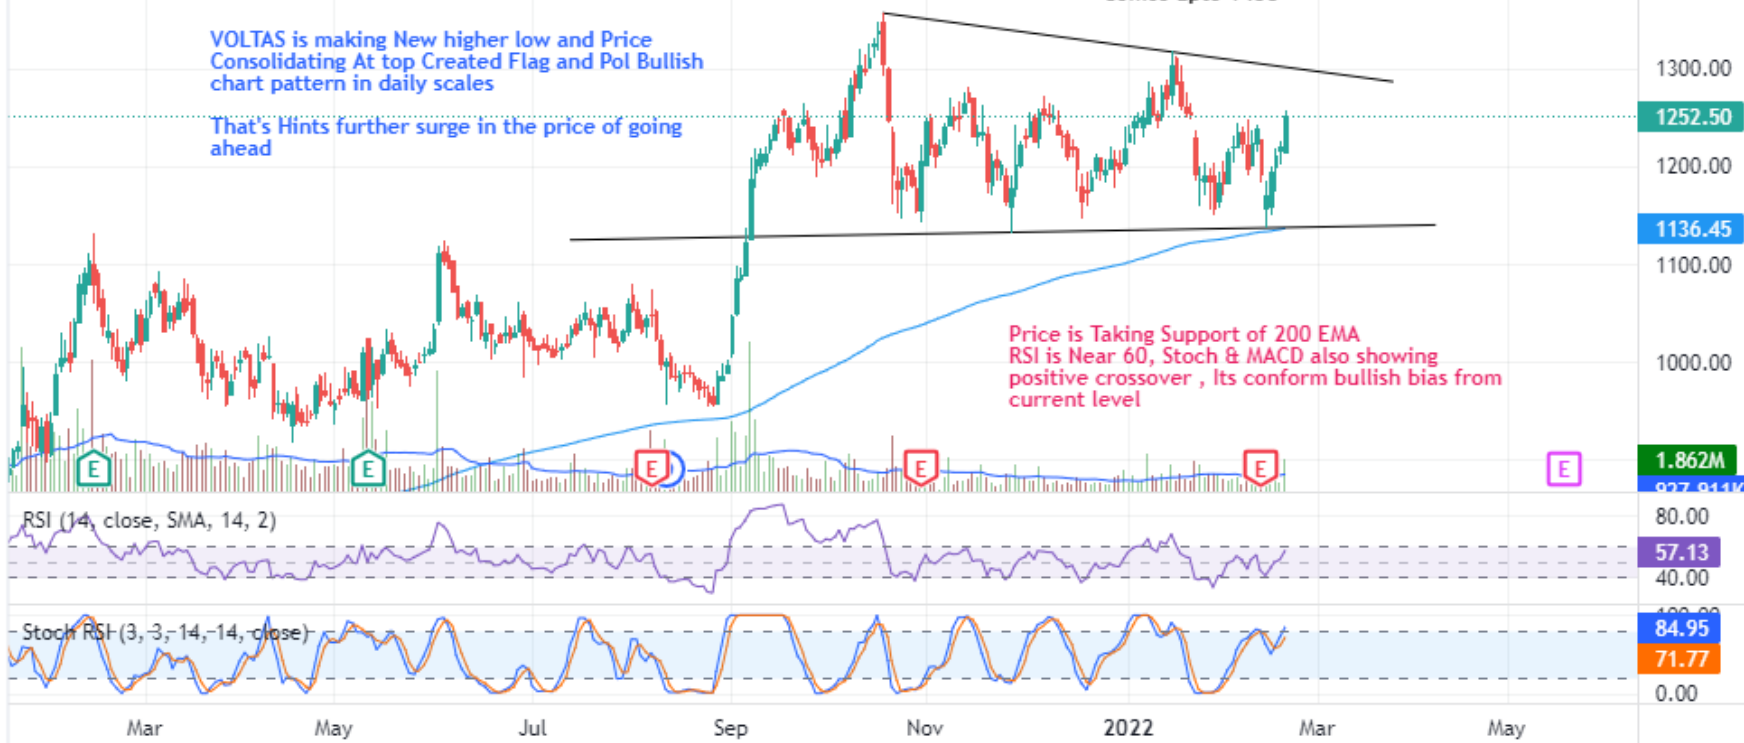 VOLTAS is making New higher low and Price
Consolidating At top Created Flag and Pol Bullish
chart pattern in daily scales
That's Hints further surge in the price of going
ahead
1300.00
1252.50
1200.00
1136.45
1100.00
Price is Taking Support of 200 EMA
RSI is Near 60, Stoch & MACD also showing
positive crossover , Its conform bullish bias from
current level
1000.00
E
E
E
E
E
E
1.862M
927.911K
RSI (14, close, SMA, 14, 2)
80.00
57.13
40.00
Stoch RSI (3, 3, 14, 14, close)
100.00
84.95
71.77
0.00
Mar
May
Jul
Sep
Nov
2022
Mar
May